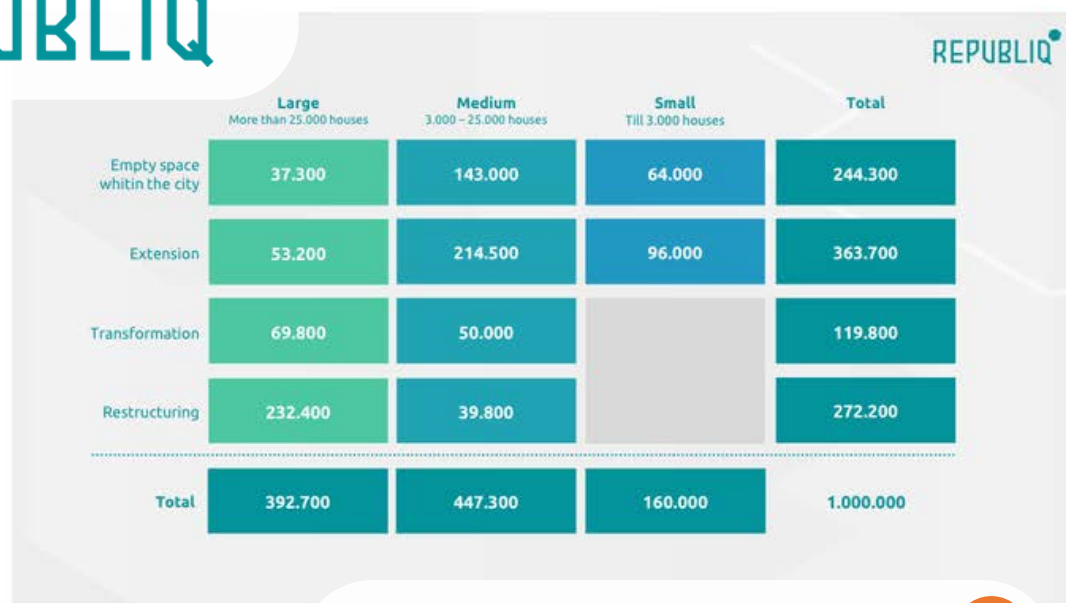 REPUBLIQ
Large Medium Small Total
More than 25.000 houses 3.000 – 25.000 houses Till 3.000 houses
Empty space
whitin the city 37.300 143.000 64.000 244.300
Extension 53.200 214.500 96.000 363.700
Transformation 69.800 50.000 119.800
Restructuring 232.400 39.800 272.200
Total 392.700 447.300 160.000 1.000.000